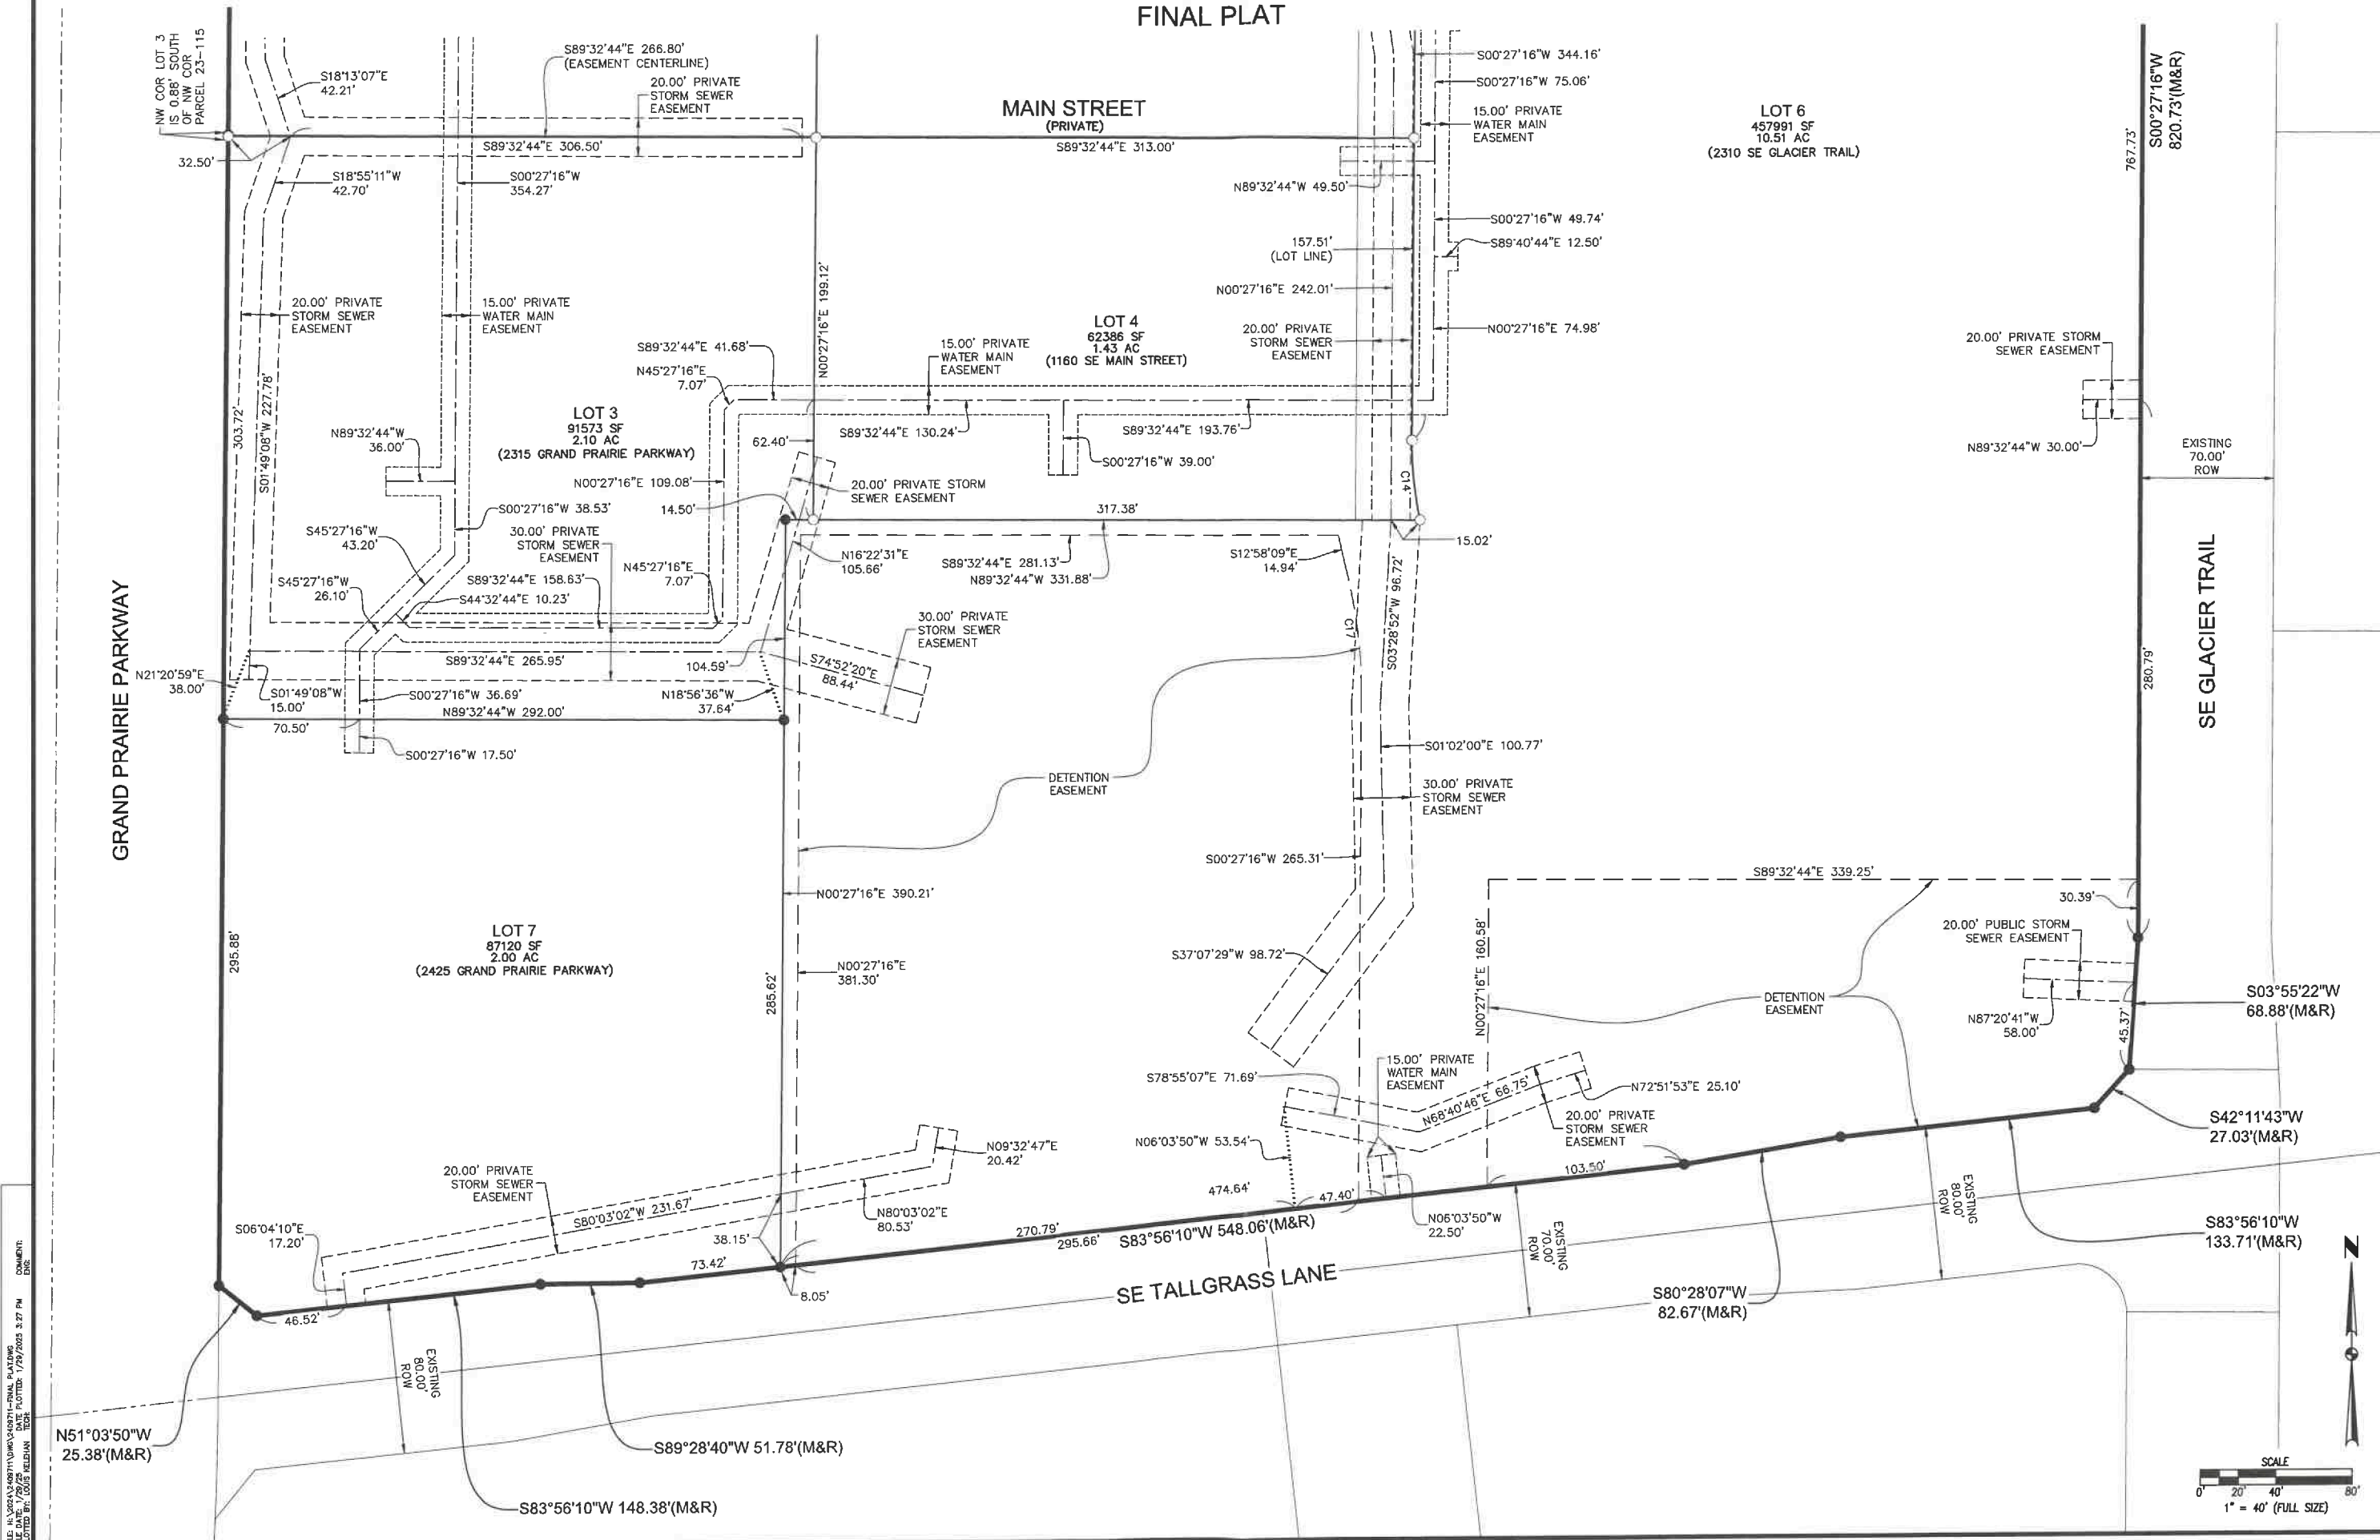 FINAL PLAT
NW COR LOT 3
IS 0.88' SOUTH
OF NW COR
PARCEL 23-115
S18°13'07"E
42.21'
S89°32'44"E 266.80'
(EASEMENT CENTERLINE)
20.00' PRIVATE
STORM SEWER
EASEMENT
MAIN STREET
(PRIVATE)
S89°32'44"E 306.50'
S89°32'44"E 313.00'
32.50'
S18°55'11"W
42.70'
S00°27'16"W
354.27'
S00°27'16"W 344.16'
S00°27'16"W 75.06'
15.00' PRIVATE
WATER MAIN
EASEMENT
N89°32'44"W 49.50'
LOT 6
457991 SF
10.51 AC
(2310 SE GLACIER TRAIL)
767.73'
S00°27'16"W
820.73'(M&R)
S00°27'16"W 49.74'
S89°40'44"E 12.50'
157.51'
(LOT LINE)
N00°27'16"E 242.01'
N00°27'16"E 199.12'
20.00' PRIVATE
STORM SEWER
EASEMENT
15.00' PRIVATE
WATER MAIN
EASEMENT
303.72'
S01°49'08"W 227.78'
S89°32'44"E 41.68'
N45°27'16"E
7.07'
15.00' PRIVATE
WATER MAIN
EASEMENT
LOT 4
62386 SF
1.43 AC
(1160 SE MAIN STREET)
20.00' PRIVATE
STORM SEWER
EASEMENT
N00°27'16"E 74.98'
20.00' PRIVATE STORM
SEWER EASEMENT
LOT 3
91573 SF
2.10 AC
(2315 GRAND PRAIRIE PARKWAY)
N89°32'44"W
36.00'
62.40'
S89°32'44"E 130.24'
S89°32'44"E 193.76'
S00°27'16"W 39.00'
N89°32'44"W 30.00'
EXISTING
70.00'
ROW
N00°27'16"E 109.08'
20.00' PRIVATE STORM
SEWER EASEMENT
C14
S00°27'16"W 38.53'
14.50'
317.38'
S45°27'16"W
43.20'
30.00' PRIVATE
STORM SEWER
EASEMENT
15.02'
N16°22'31"E
105.66'
S89°32'44"E 281.13'
N89°32'44"W 331.88'
S12°58'09"E
14.94'
S03°28'52"W 96.72'
S45°27'16"W
26.10'
S89°32'44"E 158.63'
N45°27'16"E
7.07'
S44°32'44"E 10.23'
30.00' PRIVATE
STORM SEWER
EASEMENT
C17
SE GLACIER TRAIL
GRAND PRAIRIE PARKWAY
N21°20'59"E
38.00'
S89°32'44"E 265.95'
104.59'
S74°52'20"E
88.44'
S01°49'08"W
15.00'
S00°27'16"W 36.69'
N89°32'44"W 292.00'
N18°56'36"W
37.64'
70.50'
S00°27'16"W 17.50'
280.79'
S01°02'00"E 100.77'
DETENTION
EASEMENT
30.00' PRIVATE
STORM SEWER
EASEMENT
S00°27'16"W 265.31'
S89°32'44"E 339.25'
N00°27'16"E 390.21'
30.39'
LOT 7
87120 SF
2.00 AC
(2425 GRAND PRAIRIE PARKWAY)
295.88'
285.62'
N00°27'16"E
381.30'
S37°07'29"W 98.72'
N00°27'16"E 160.58'
20.00' PUBLIC STORM
SEWER EASEMENT
DETENTION
EASEMENT
N87°20'41"W
58.00'
45.37'
S03°55'22"W
68.88'(M&R)
S78°55'07"E 71.69'
15.00' PRIVATE
WATER MAIN
EASEMENT
N68°40'46"E 66.75'
N72°51'53"E 25.10'
20.00' PRIVATE
STORM SEWER
EASEMENT
S42°11'43"W
27.03'(M&R)
N06°03'50"W 53.54'
N09°32'47"E
20.42'
20.00' PRIVATE
STORM SEWER
EASEMENT
S80°03'02"W 231.67'
N80°03'02"E
80.53'
S06°04'10"E
17.20'
38.15'
474.64'
47.40'
103.50'
N06°03'50"W
22.50'
EXISTING
80.00'
ROW
S83°56'10"W
133.71'(M&R)
270.79'
295.66'
S83°56'10"W 548.06'(M&R)
EXISTING
70.00'
ROW
73.42'
8.05'
SE TALLGRASS LANE
S80°28'07"W
82.67'(M&R)
46.52'
EXISTING
80.00'
ROW
N51°03'50"W
25.38'(M&R)
S89°28'40"W 51.78'(M&R)
S83°56'10"W 148.38'(M&R)
N
SCALE
0' 20' 40' 80'
1" = 40' (FULL SIZE)
DATE PLOTTED: 1/29/2025 3:27 PM
COMMENT:
PLOTTED BY: LOUIS KELEHAN
TECH:
ENG: